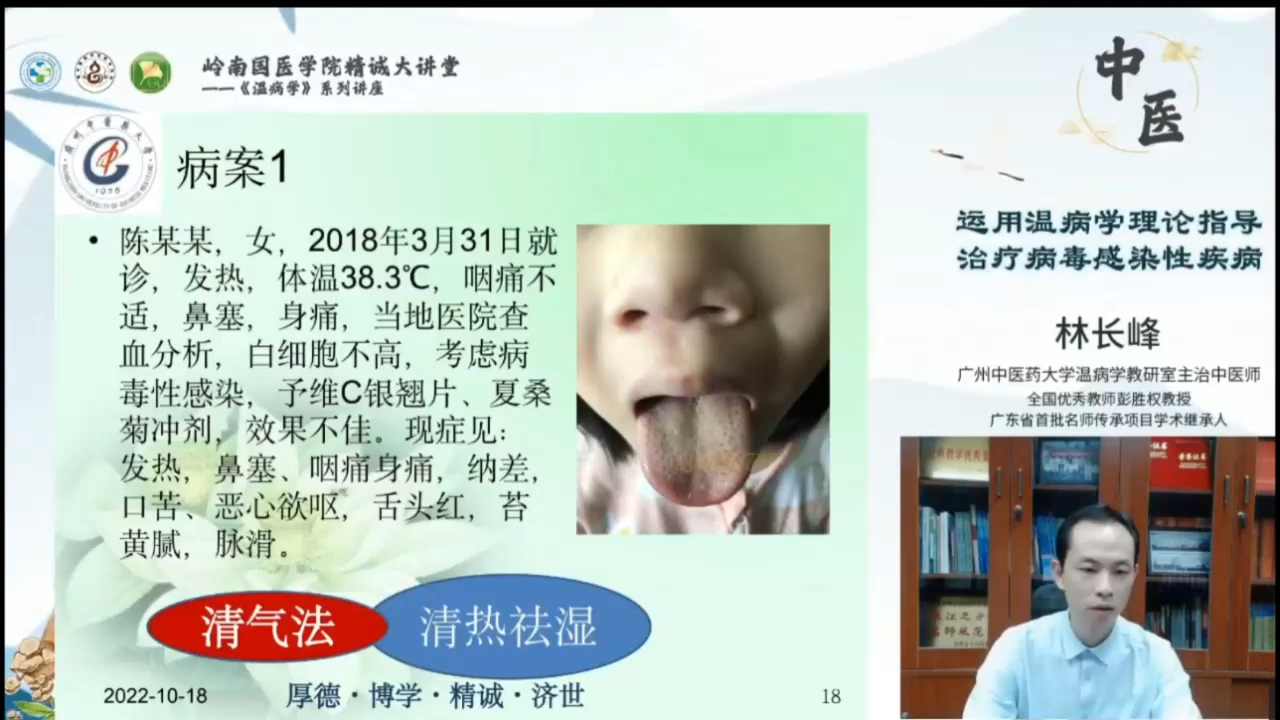 岭南国医学院精诚大讲堂
——《温病学》系列讲座
中医
病案1
• 陈某某，女，2018年3月31日就
诊，发热，体温38.3℃，咽痛不
适，鼻塞，身痛，当地医院查
血分析，白细胞不高，考虑病
毒性感染，予维C银翘片、夏桑
菊冲剂，效果不佳。现症见：
发热，鼻塞、咽痛身痛，纳差，
口苦、恶心欲呕，舌头红，苔
黄腻，脉滑。
清气法
清热祛湿
2022-10-18
厚德·博学·精诚·济世
18
运用温病学理论指导
治疗病毒感染性疾病
林长峰
广州中医药大学温病学教研室主治中医师
全国优秀教师彭胜权教授
广东省首批名师传承项目学术继承人
1956